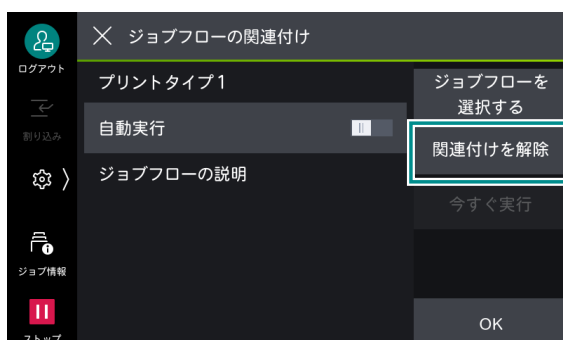 ログアウト
割り込み
ジョブ情報
ストップ
ジョブフローの関連付け
プリントタイプ1
自動実行
ジョブフローの説明
ジョブフローを
選択する
関連付けを解除
今すぐ実行
OK